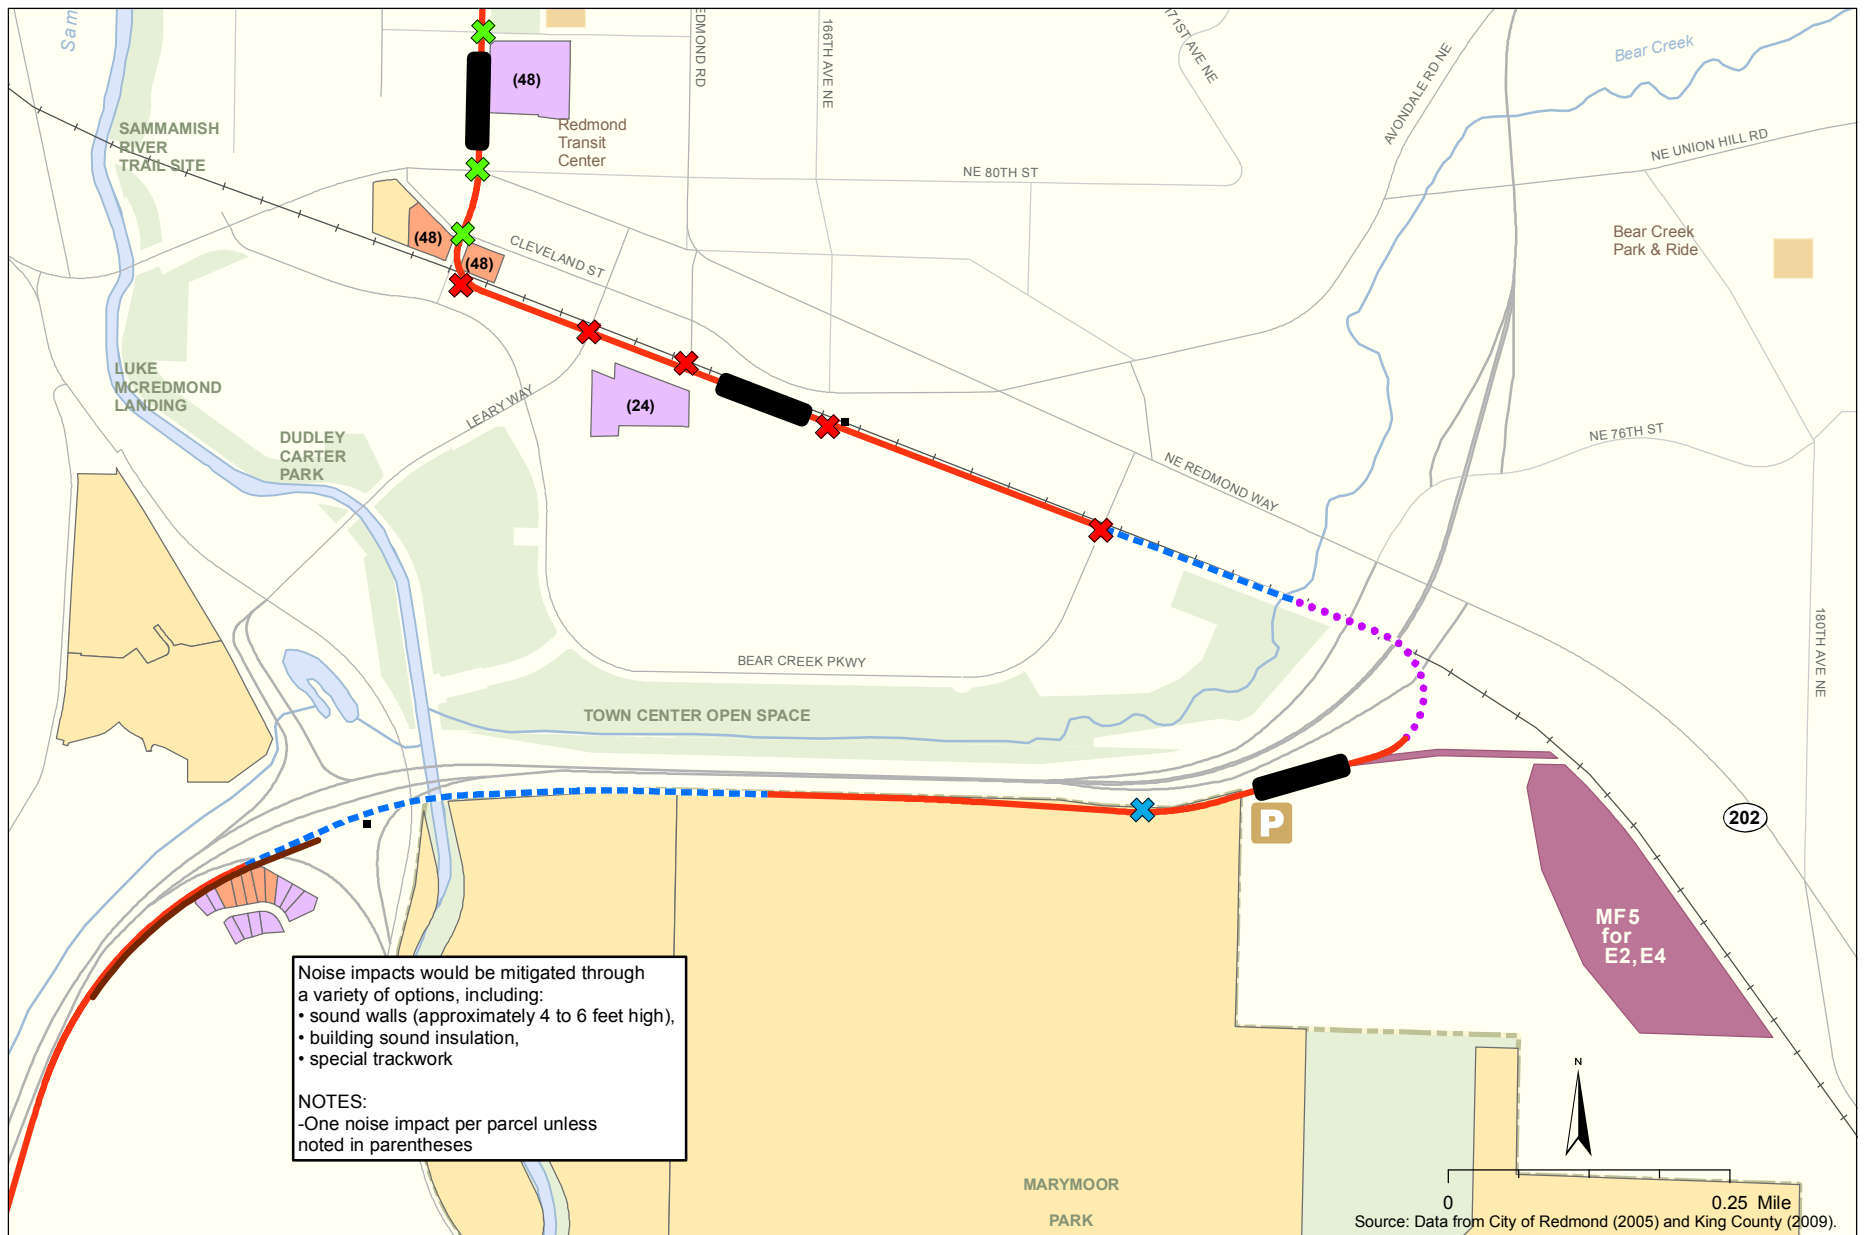 Sam
EDMOND RD
166TH AVE NE
171ST AVE NE
AVONDALE RD NE
Bear Creek
(48)
Redmond
Transit
Center
SAMMAMISH
RIVER
TRAIL SITE
NE UNION HILL RD
NE 80TH ST
Bear Creek
Park & Ride
(48)
CLEVELAND ST
(48)
LUKE
MCREDMOND
LANDING
LEARY WAY
(24)
DUDLEY
CARTER
PARK
NE 76TH ST
NE REDMOND WAY
180TH AVE NE
BEAR CREEK PKWY
TOWN CENTER OPEN SPACE
P
202
MF5
for
E2,E4
Noise impacts would be mitigated through
a variety of options, including:
• sound walls (approximately 4 to 6 feet high),
• building sound insulation,
• special trackwork
NOTES:
-One noise impact per parcel unless
noted in parentheses
N
MARYMOOR
PARK
0 0.25 Mile
Source: Data from City of Redmond (2005) and King County (2009).